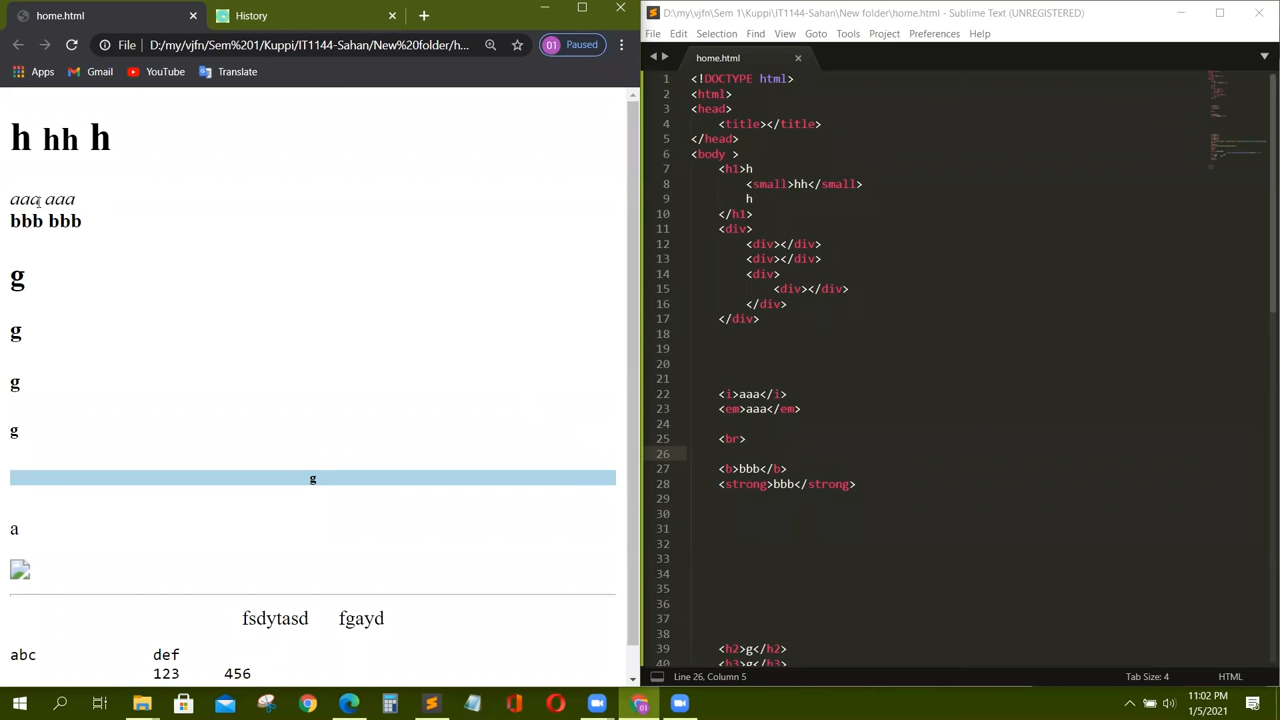 home.html
History
File D:/my/vjfn/Sem%201/Kuppi/IT1144-Sahan/New%20folder/h...
01 Paused
Apps Gmail YouTube Translate
h hh h
aaa aaa
bbb bbb
g
g
g
g
g
a
fsdytasd fgayd
abc def
123 456
D:\my\vjfn\Sem 1\Kuppi\IT1144-Sahan\New folder\home.html - Sublime Text (UNREGISTERED)
File Edit Selection Find View Goto Tools Project Preferences Help
home.html
1 <!DOCTYPE html>
2 <html>
3 <head>
4 <title></title>
5 </head>
6 <body >
7 <h1>h
8 <small>hh</small>
9 h
10 </h1>
11 <div>
12 <div></div>
13 <div></div>
14 <div>
15 <div></div>
16 </div>
17 </div>
18
19
20
21
22 <i>aaa</i>
23 <em>aaa</em>
24
25 <br>
26
27 <b>bbb</b>
28 <strong>bbb</strong>
29
30
31
32
33
34
35
36
37
38
39 <h2>g</h2>
40 <h3>g</h3>
Line 26, Column 5 Tab Size: 4 HTML
11:02 PM
1/5/2021